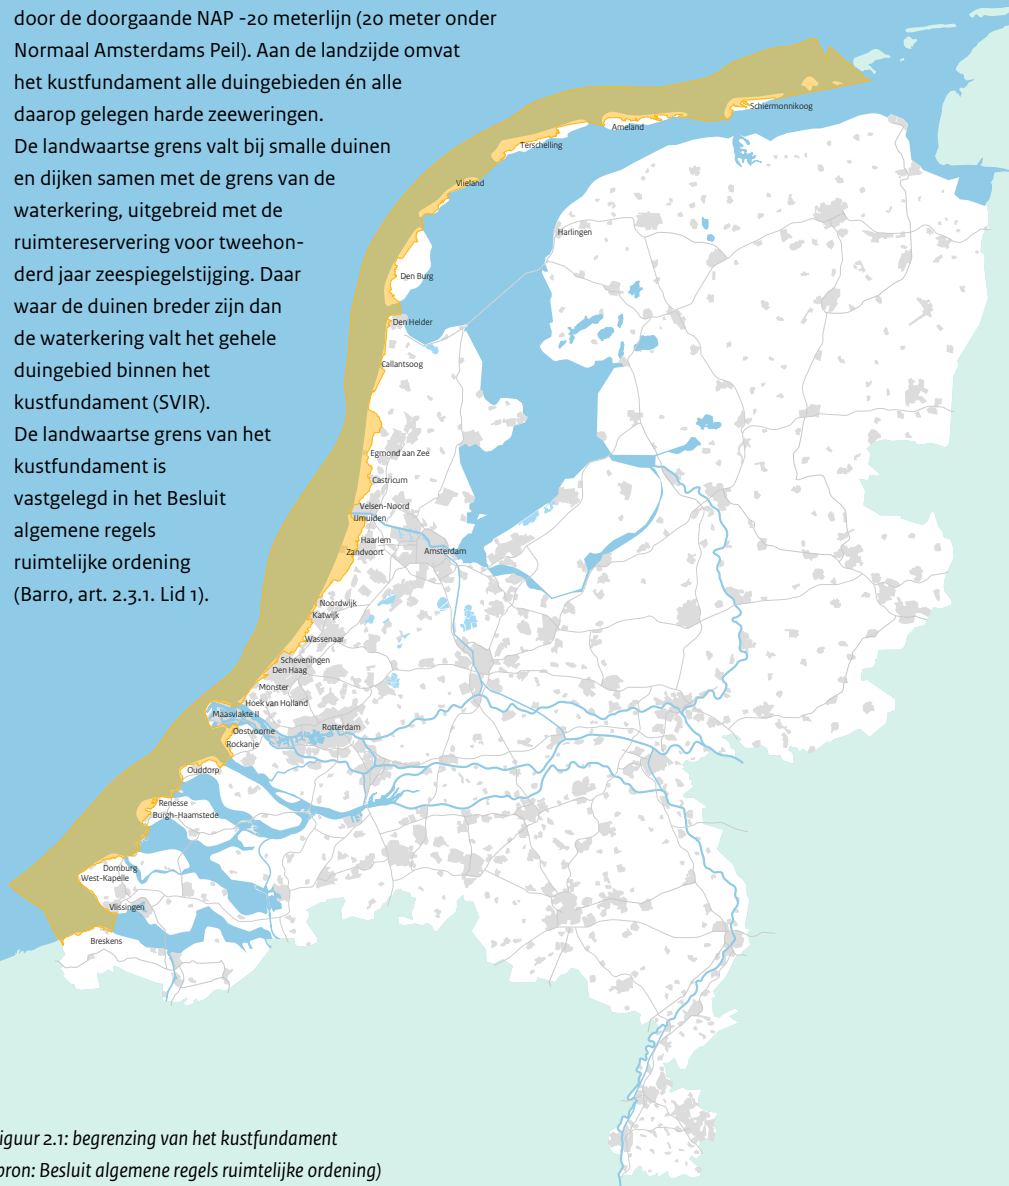 door de doorgaande NAP -20 meterlijn (20 meter onder
Normaal Amsterdams Peil). Aan de landzijde omvat
het kustfundament alle duingebieden én alle
daarop gelegen harde zeeweringen.
De landwaartse grens valt bij smalle duinen
en dijken samen met de grens van de
waterkering, uitgebreid met de
ruimtereservering voor tweehon-
derd jaar zeespiegelstijging. Daar
waar de duinen breder zijn dan
de waterkering valt het gehele
duingebied binnen het
kustfundament (SVIR).
De landwaartse grens van het
kustfundament is
vastgelegd in het Besluit
algemene regels
ruimtelijke ordening
(Barro, art. 2.3.1. Lid 1).
Schiermonnikoog
Ameland
Terschelling
Vlieland
Harlingen
Den Burg
Den Helder
Callantsoog
Egmond aan Zee
Castricum
Velsen-Noord
IJmuiden
Haarlem
Zandvoort
Amsterdam
Noordwijk
Katwijk
Wassenaar
Scheveningen
Den Haag
Monster
Hoek van Holland
Maasvlakte II
Rotterdam
Oostvoorne
Rockanje
Ouddorp
Renesse
Burgh-Haamstede
Domburg
West-Kapelle
Vlissingen
Breskens
iguur 2.1: begrenzing van het kustfundament
bron: Besluit algemene regels ruimtelijke ordening)